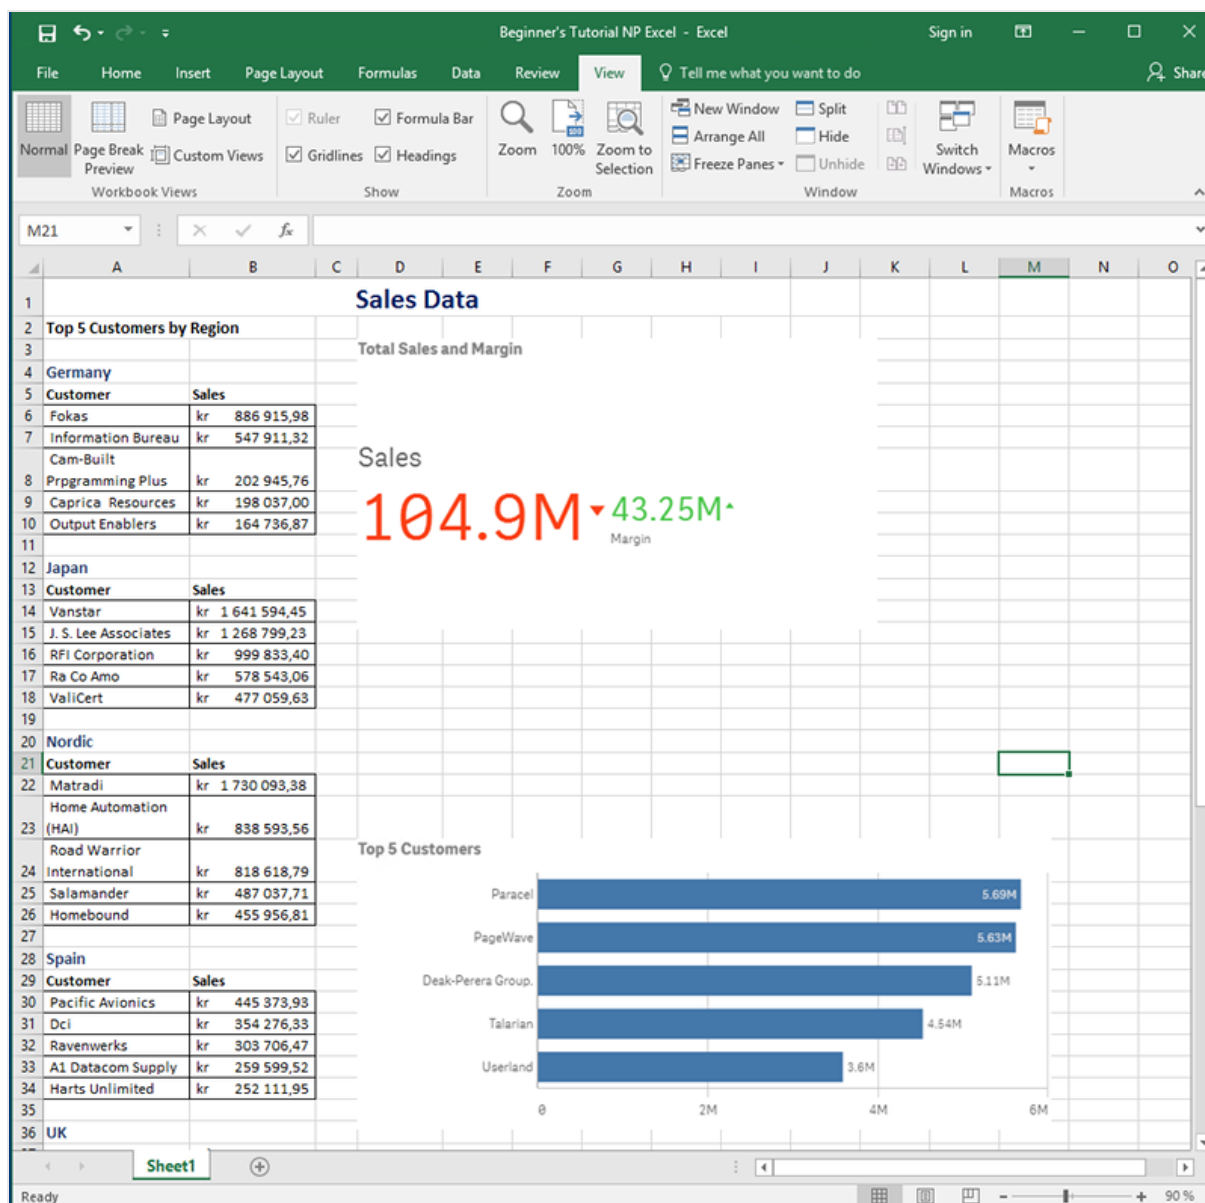 Beginner's Tutorial NP Excel - Excel
Sign in
File Home Insert Page Layout Formulas Data Review View Tell me what you want to do Share
Normal
Page Break Preview
Page Layout
Custom Views
Workbook Views
Ruler
Formula Bar
Gridlines
Headings
Show
Zoom
100%
100
Zoom to Selection
Zoom
New Window
Arrange All
Freeze Panes
Split
Hide
Unhide
Switch Windows
Window
Macros
Macros
M21
fx
A B C D E F G H I J K L M N O
1 Sales Data
2 Top 5 Customers by Region
3
4 Germany
5 Customer Sales
6 Fokas kr 886 915,98
7 Information Bureau kr 547 911,32
Cam-Built
8 Prpgramming Plus kr 202 945,76
9 Caprica Resources kr 198 037,00
10 Output Enablers kr 164 736,87
11
12 Japan
13 Customer Sales
14 Vanstar kr 1 641 594,45
15 J. S. Lee Associates kr 1 268 799,23
16 RFI Corporation kr 999 833,40
17 Ra Co Amo kr 578 543,06
18 ValiCert kr 477 059,63
19
20 Nordic
21 Customer Sales
22 Matradi kr 1 730 093,38
Home Automation
23 (HAI) kr 838 593,56
Road Warrior
24 International kr 818 618,79
25 Salamander kr 487 037,71
26 Homebound kr 455 956,81
27
28 Spain
29 Customer Sales
30 Pacific Avionics kr 445 373,93
31 Dci kr 354 276,33
32 Ravenwerks kr 303 706,47
33 A1 Datacom Supply kr 259 599,52
34 Harts Unlimited kr 252 111,95
35
36 UK
Total Sales and Margin
Sales
104.9M 43.25M
Margin
Top 5 Customers
Paracel 5.69M
PageWave 5.63M
Deak-Perera Group. 5.11M
Talarian 4.54M
Userland 3.6M
0 2M 4M 6M
Sheet1
Ready
90 %